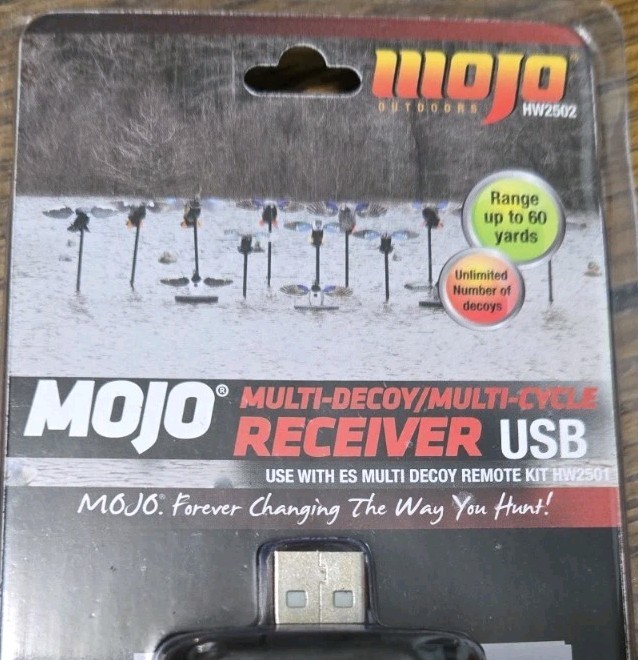 mojo
OUTDOORS
HW2502
Range
up to 60
yards
Unlimited
Number of
decoys
MOJO® MULTI-DECOY/MULTI-CYCLE
RECEIVER USB
USE WITH ES MULTI DECOY REMOTE KIT HW2501
MOJO®. Forever Changing The Way You Hunt!